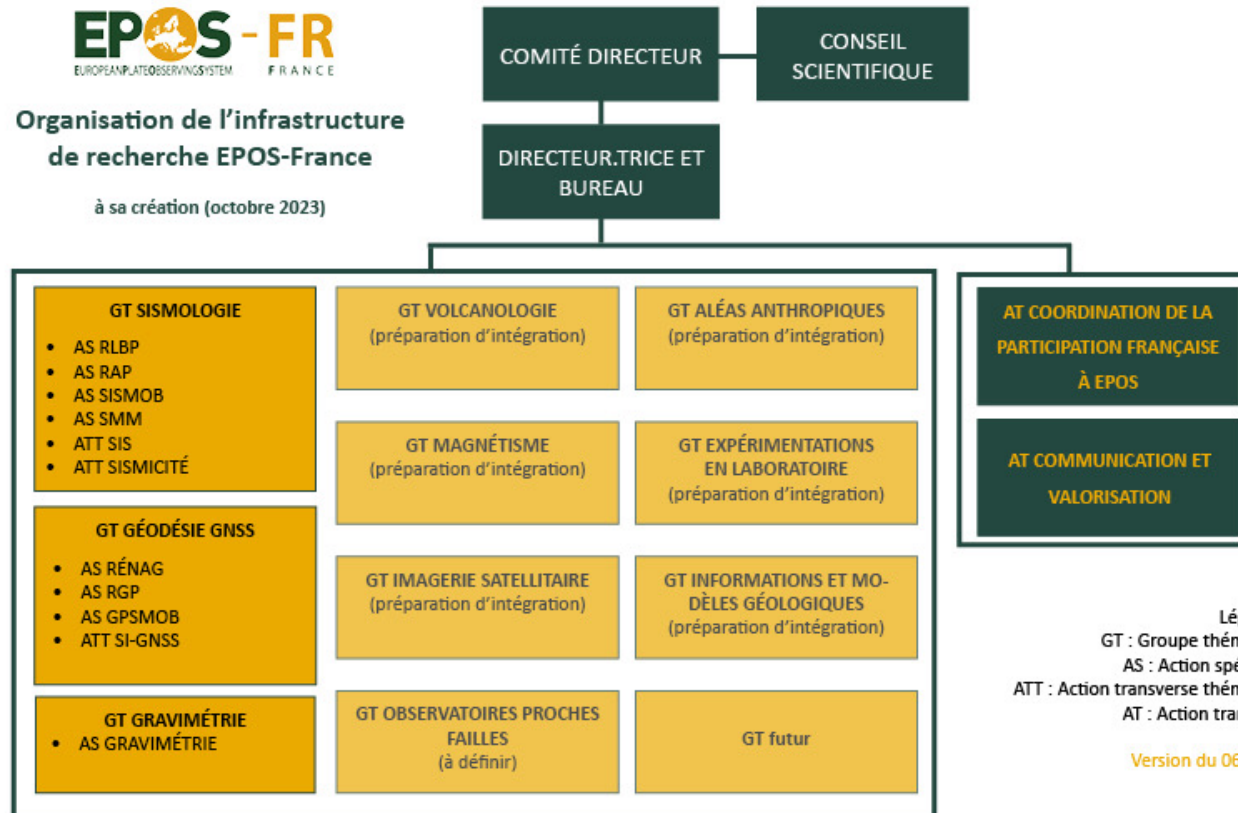 EPOS-FR
EUROPEANPLATEOBSERVINGSYSTEM FRANCE
Organisation de l'infrastructure
de recherche EPOS-France
à sa création (octobre 2023)
COMITÉ DIRECTEUR
CONSEIL
SCIENTIFIQUE
DIRECTEUR.TRICE ET
BUREAU
GT SISMOLOGIE
• AS RLBP
• AS RAP
• AS SISMOB
• AS SMM
• ATT SIS
• ATT SISMICITÉ
GT GÉODÉSIE GNSS
• AS RÉNAG
• AS RGP
• AS GPSMOB
• ATT SI-GNSS
GT GRAVIMÉTRIE
• AS GRAVIMÉTRIE
GT VOLCANOLOGIE
(préparation d'intégration)
GT MAGNÉTISME
(préparation d'intégration)
GT IMAGERIE SATELLITAIRE
(préparation d'intégration)
GT OBSERVATOIRES PROCHES
FAILLES
(à définir)
GT ALÉAS ANTHROPIQUES
(préparation d'intégration)
GT EXPÉRIMENTATIONS
EN LABORATOIRE
(préparation d'intégration)
GT INFORMATIONS ET MO-
DÈLES GÉOLOGIQUES
(préparation d'intégration)
GT futur
AT COORDINATION DE LA
PARTICIPATION FRANÇAISE
À EPOS
AT COMMUNICATION ET
VALORISATION
Lég
GT : Groupe thém
AS : Action spé
ATT : Action transverse thém
AT : Action tran
Version du 06